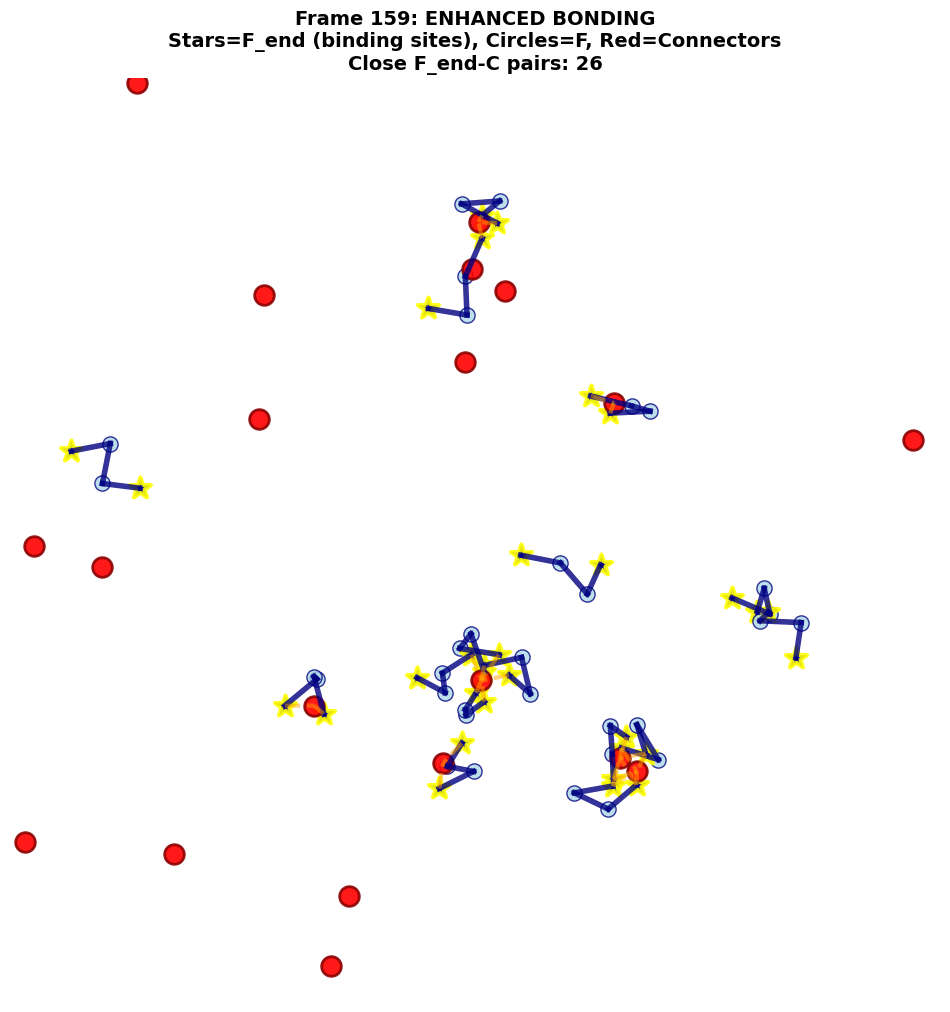 Frame 159: ENHANCED BONDING
Stars=F_end (binding sites), Circles=F, Red=Connectors
Close F_end-C pairs: 26